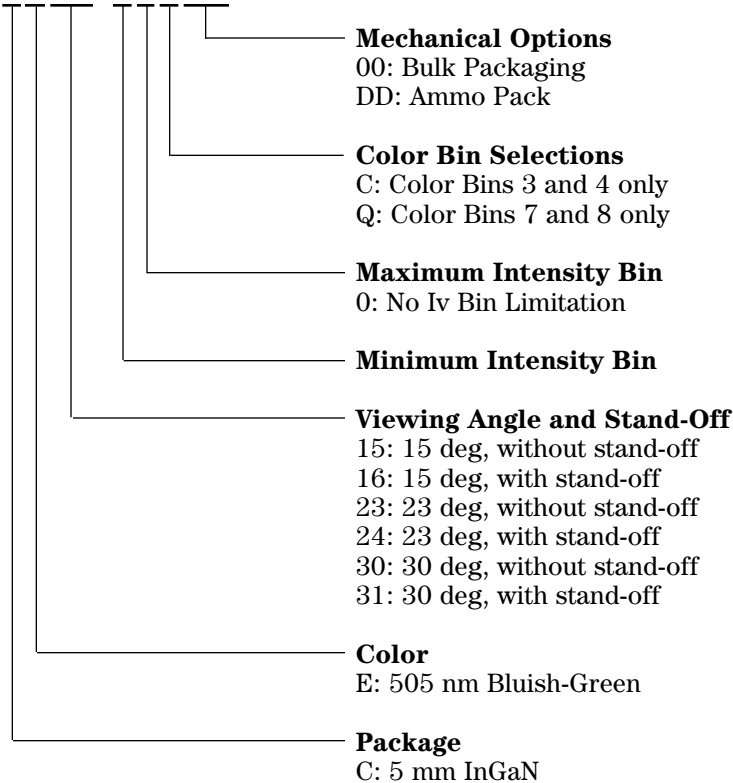 Mechanical Options
00: Bulk Packaging
DD: Ammo Pack
Color Bin Selections
C: Color Bins 3 and 4 only
Q: Color Bins 7 and 8 only
Maximum Intensity Bin
0: No Iv Bin Limitation
Minimum Intensity Bin
Viewing Angle and Stand-Off
15: 15 deg, without stand-off
16: 15 deg, with stand-off
23: 23 deg, without stand-off
24: 23 deg, with stand-off
30: 30 deg, without stand-off
31: 30 deg, with stand-off
Color
E: 505 nm Bluish-Green
Package
C: 5 mm InGaN